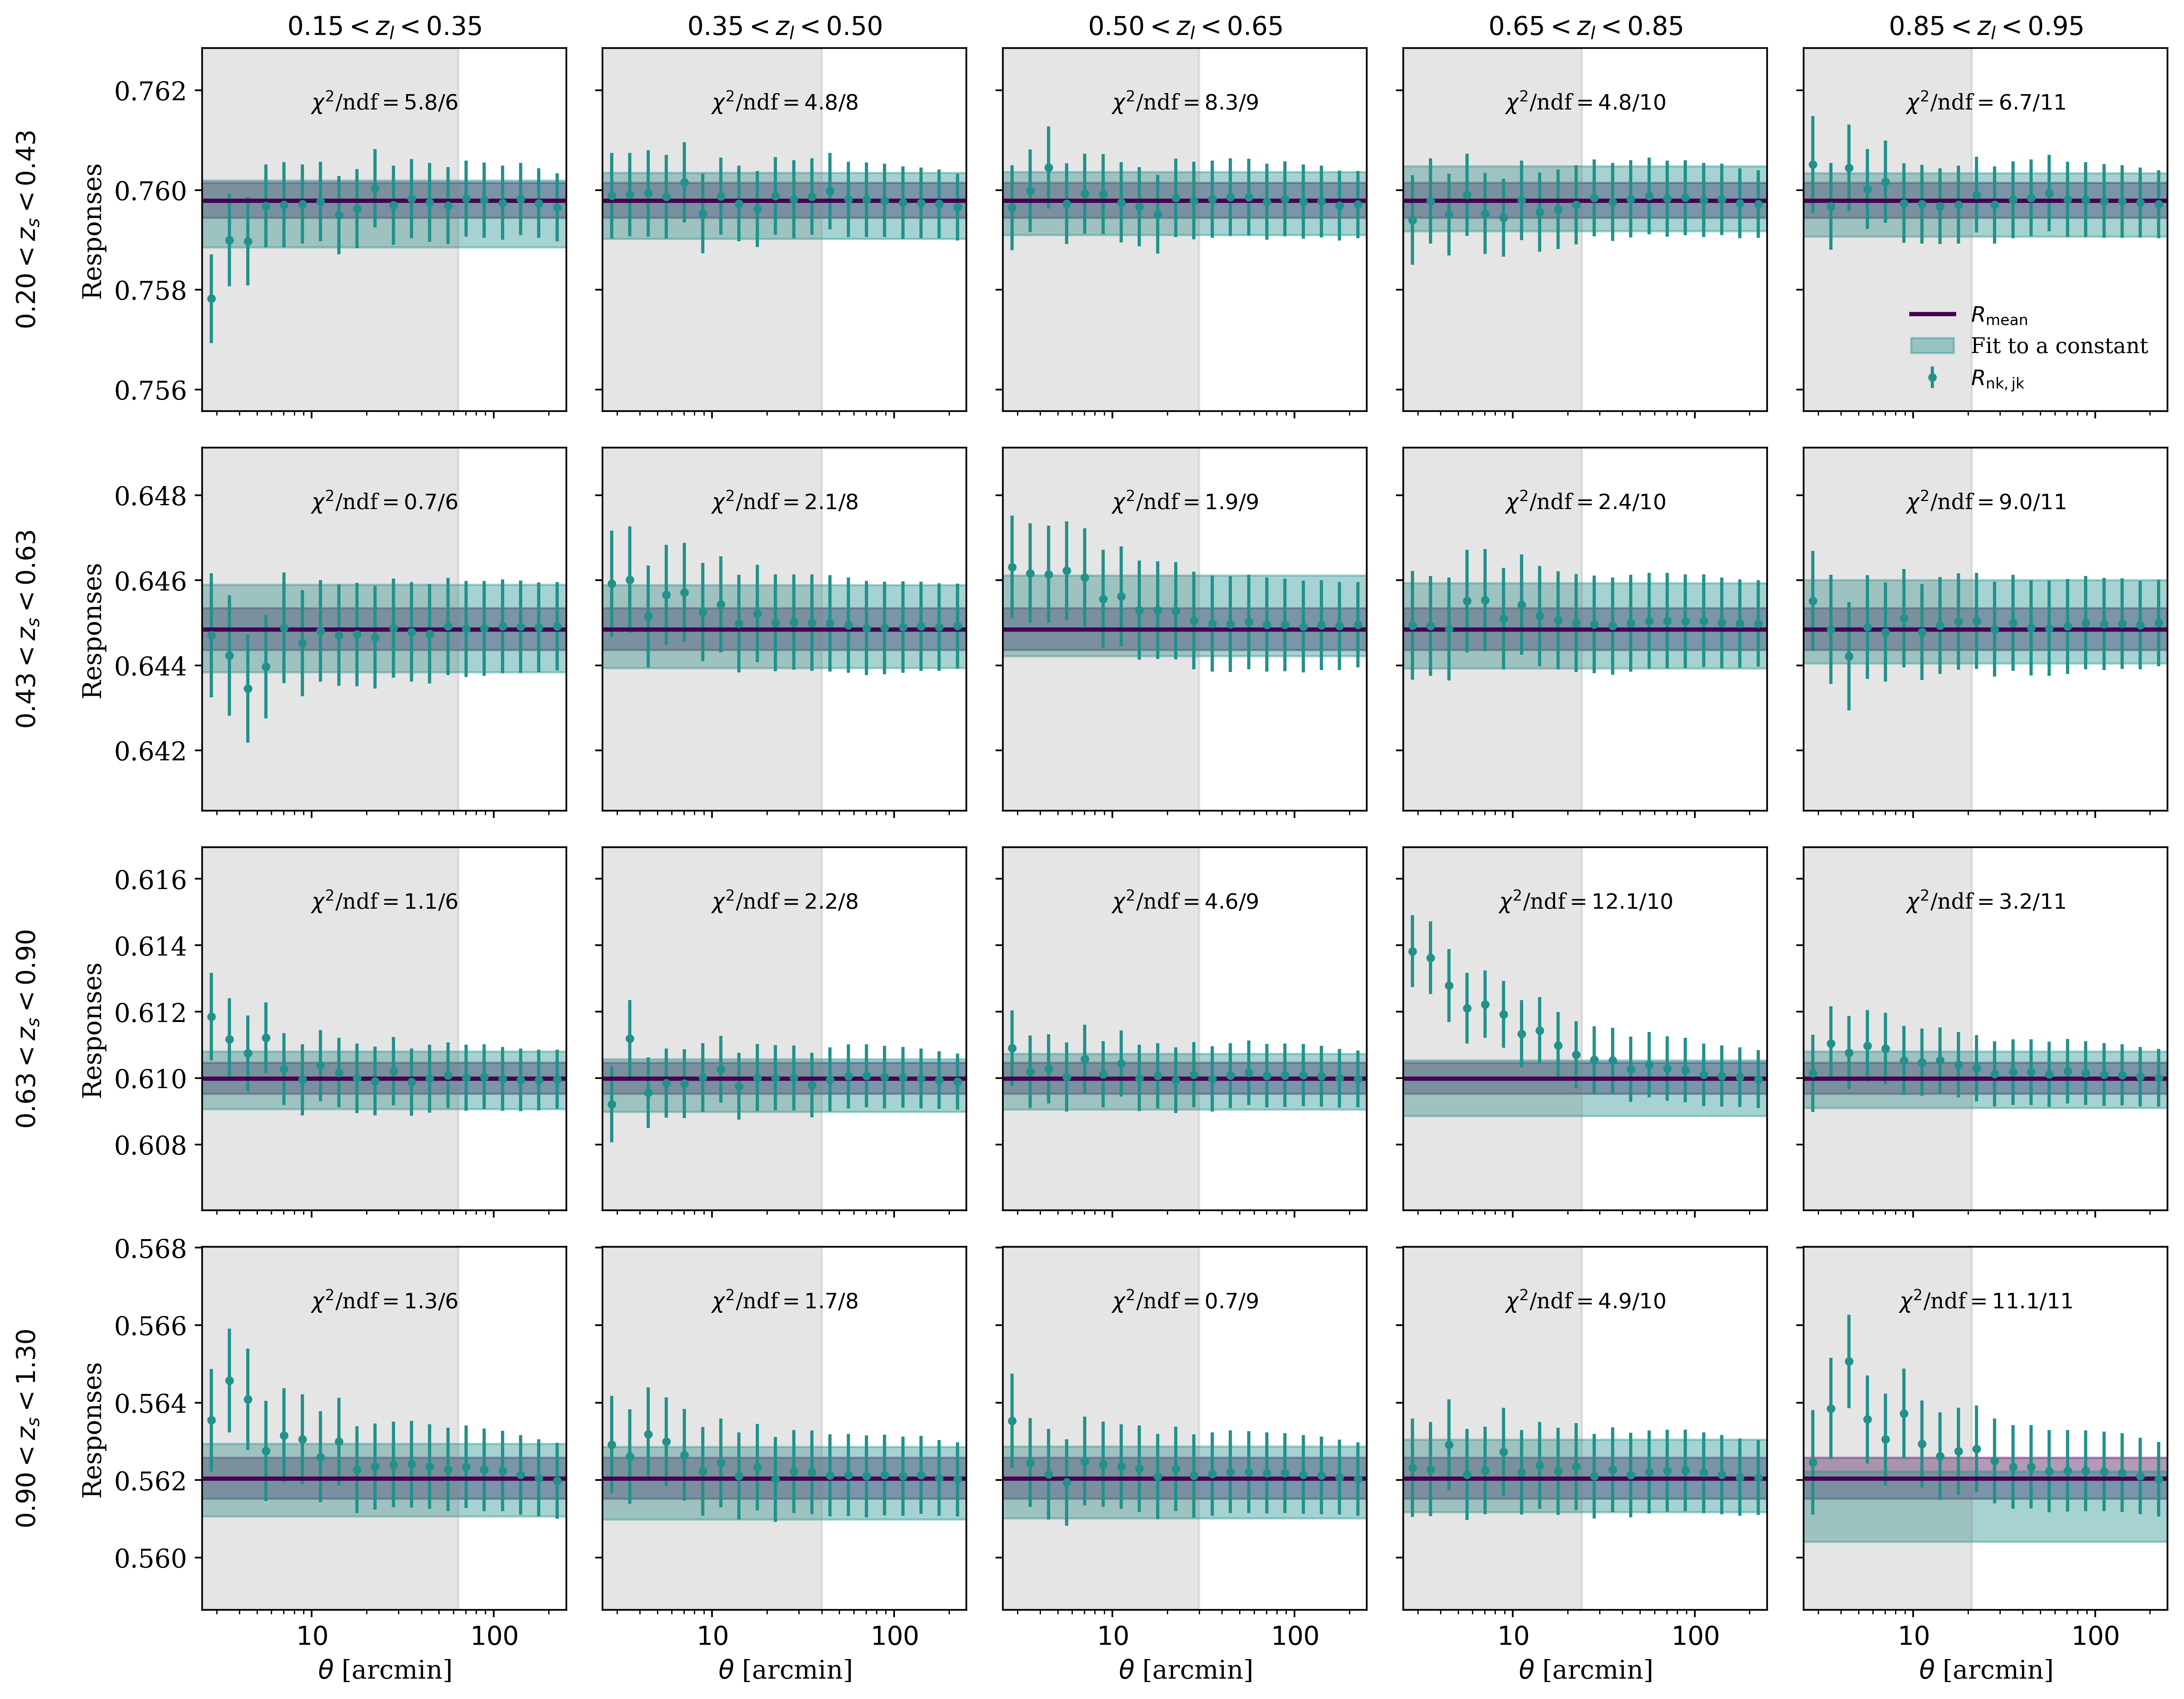 0.15 < z_l < 0.35
0.35 < z_l < 0.50
0.50 < z_l < 0.65
0.65 < z_l < 0.85
0.85 < z_l < 0.95
0.20 < z_s < 0.43
Responses
0.762
0.760
0.758
0.756
χ²/ndf = 5.8/6
χ²/ndf = 4.8/8
χ²/ndf = 8.3/9
χ²/ndf = 4.8/10
χ²/ndf = 6.7/11
R_mean
Fit to a constant
R_nk, jk
0.43 < z_s < 0.63
Responses
0.648
0.646
0.644
0.642
χ²/ndf = 0.7/6
χ²/ndf = 2.1/8
χ²/ndf = 1.9/9
χ²/ndf = 2.4/10
χ²/ndf = 9.0/11
0.63 < z_s < 0.90
Responses
0.616
0.614
0.612
0.610
0.608
χ²/ndf = 1.1/6
χ²/ndf = 2.2/8
χ²/ndf = 4.6/9
χ²/ndf = 12.1/10
χ²/ndf = 3.2/11
0.90 < z_s < 1.30
Responses
0.568
0.566
0.564
0.562
0.560
χ²/ndf = 1.3/6
χ²/ndf = 1.7/8
χ²/ndf = 0.7/9
χ²/ndf = 4.9/10
χ²/ndf = 11.1/11
10 100
10 100
10 100
10 100
10 100
θ [arcmin]
θ [arcmin]
θ [arcmin]
θ [arcmin]
θ [arcmin]